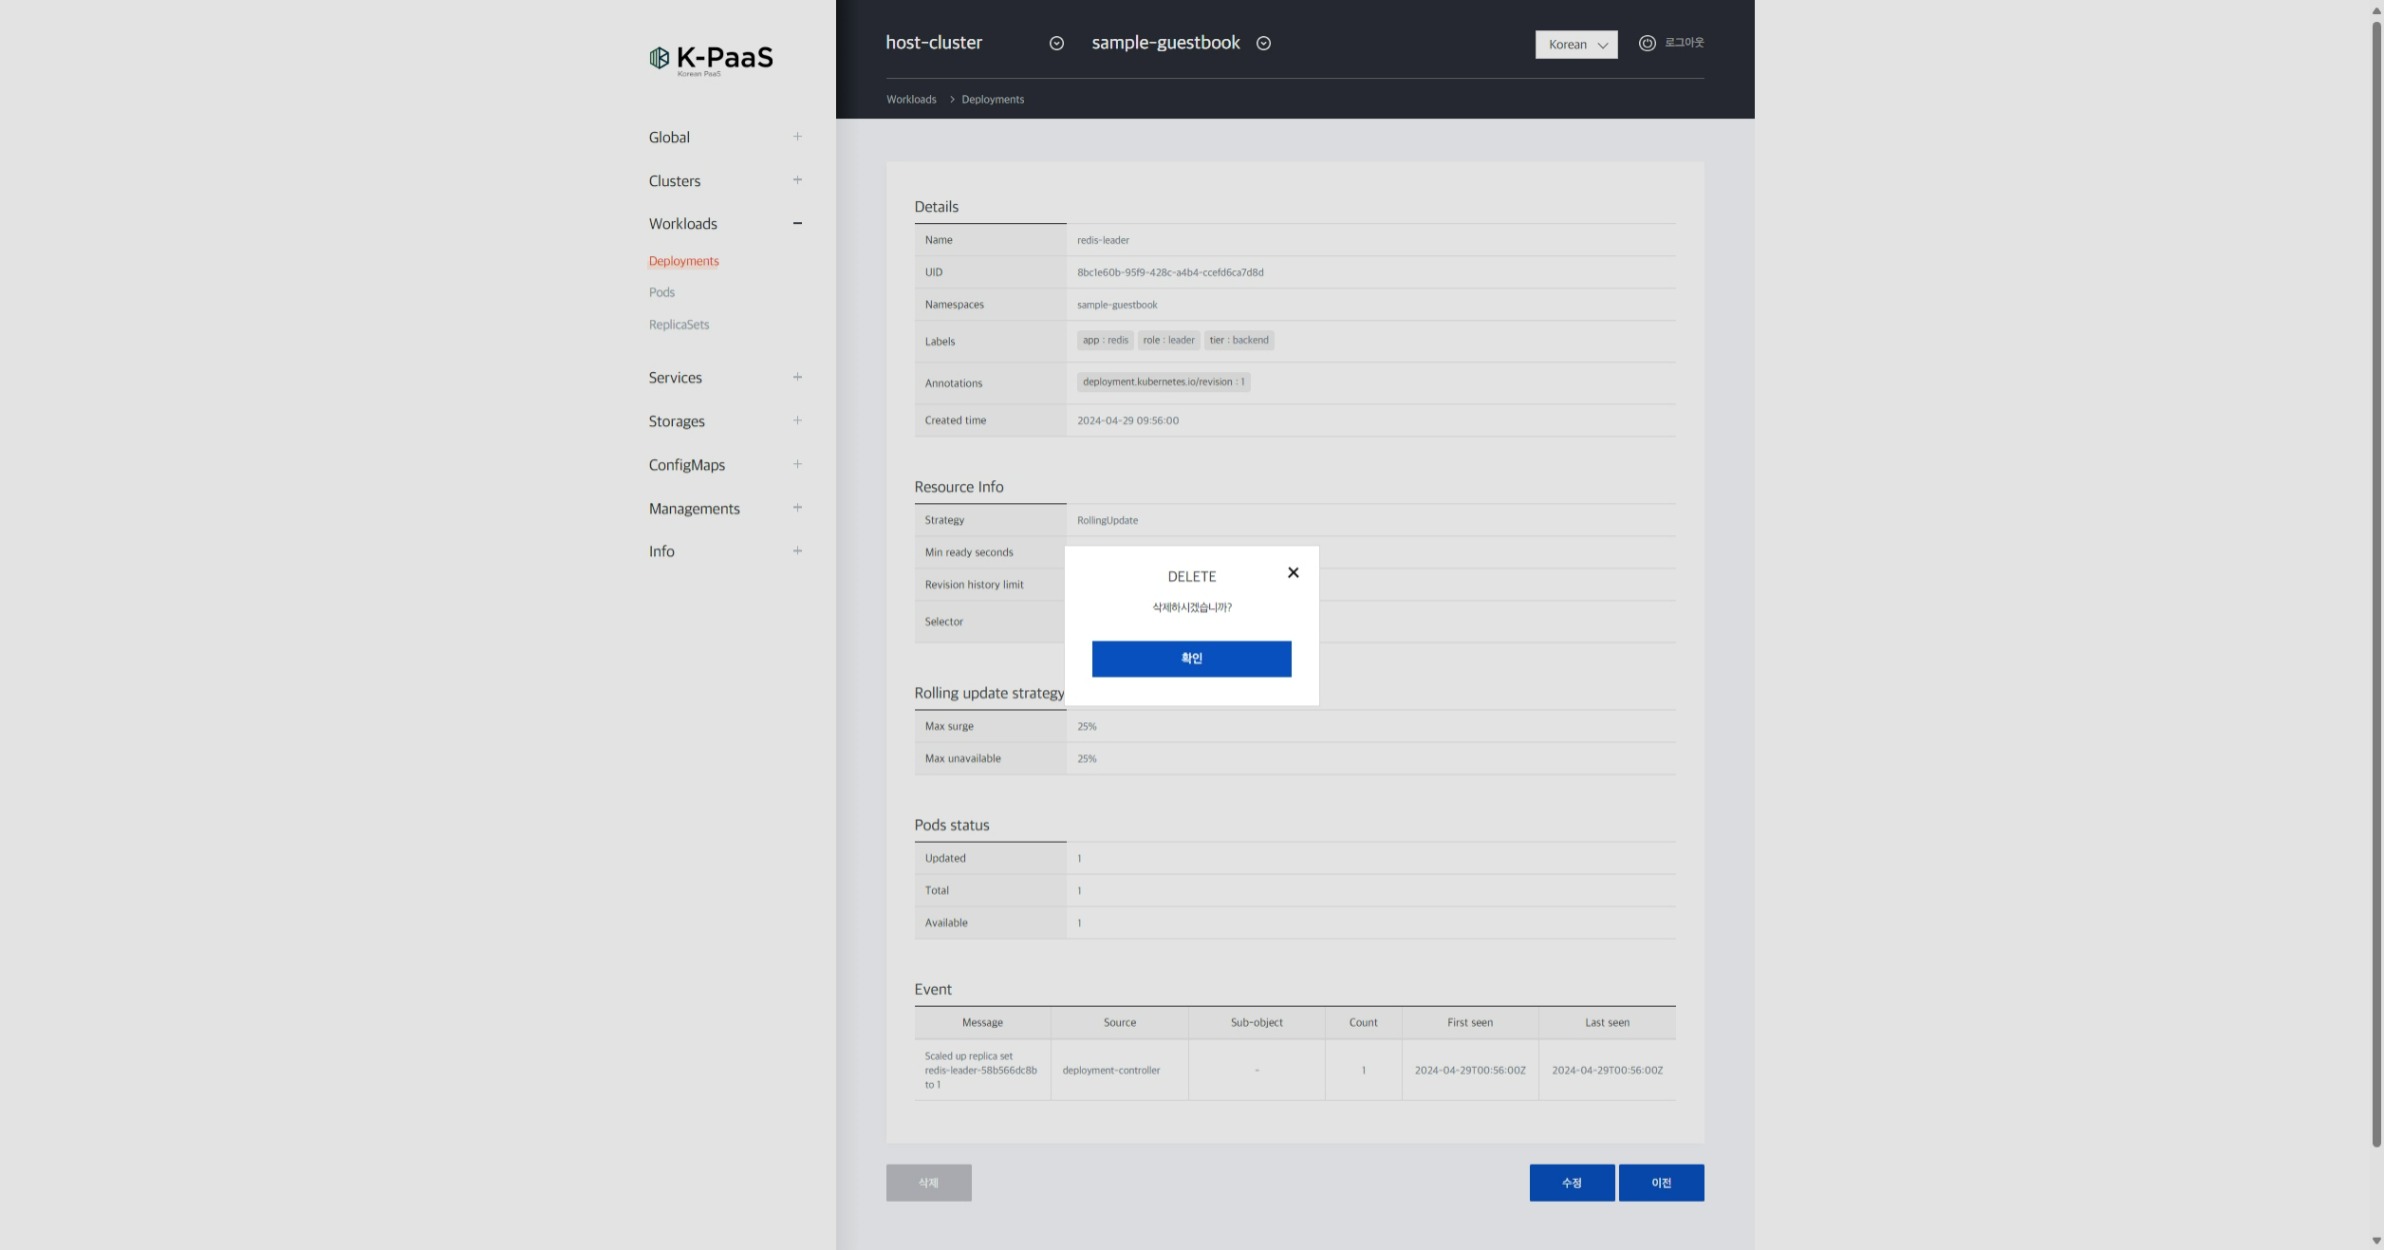 K-PaaS
Korean PaaS
Global
Clusters
Workloads
Deployments
Pods
ReplicaSets
Services
Storages
ConfigMaps
Managements
Info
host-cluster sample-guestbook Korean 로그아웃
Workloads > Deployments
Details
Name redis-leader
UID 8bc1e60b-95f9-428c-a4b4-ccefd6ca7d8d
Namespaces sample-guestbook
Labels app : redis role : leader tier : backend
Annotations deployment.kubernetes.io/revision : 1
Created time 2024-04-29 09:56:00
Resource Info
Strategy RollingUpdate
Min ready seconds
Revision history limit
Selector
DELETE
삭제하시겠습니까?
확인
Rolling update strategy
Max surge 25%
Max unavailable 25%
Pods status
Updated 1
Total 1
Available 1
Event
Message Source Sub-object Count First seen Last seen
Scaled up replica set
redis-leader-58b566dc8b deployment-controller - 1 2024-04-29T00:56:00Z 2024-04-29T00:56:00Z
to 1
삭제 수정 이전